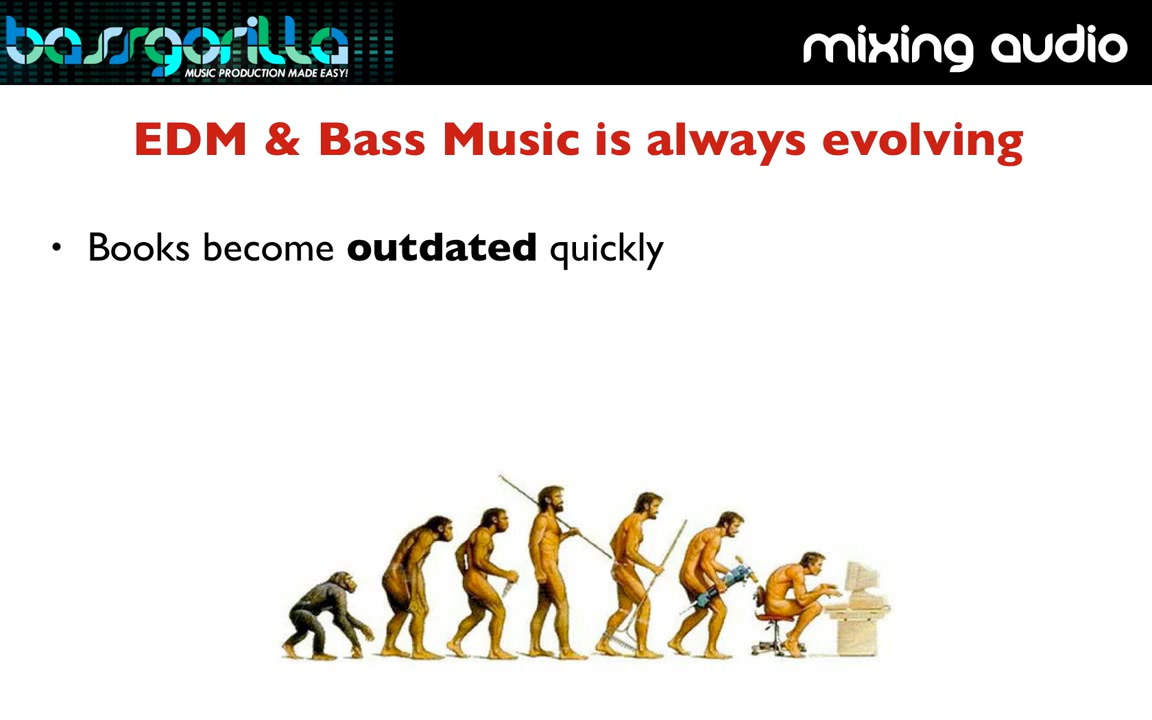 bassgorilla
MUSIC PRODUCTION MADE EASY!
mixing audio
EDM & Bass Music is always evolving
• Books become outdated quickly